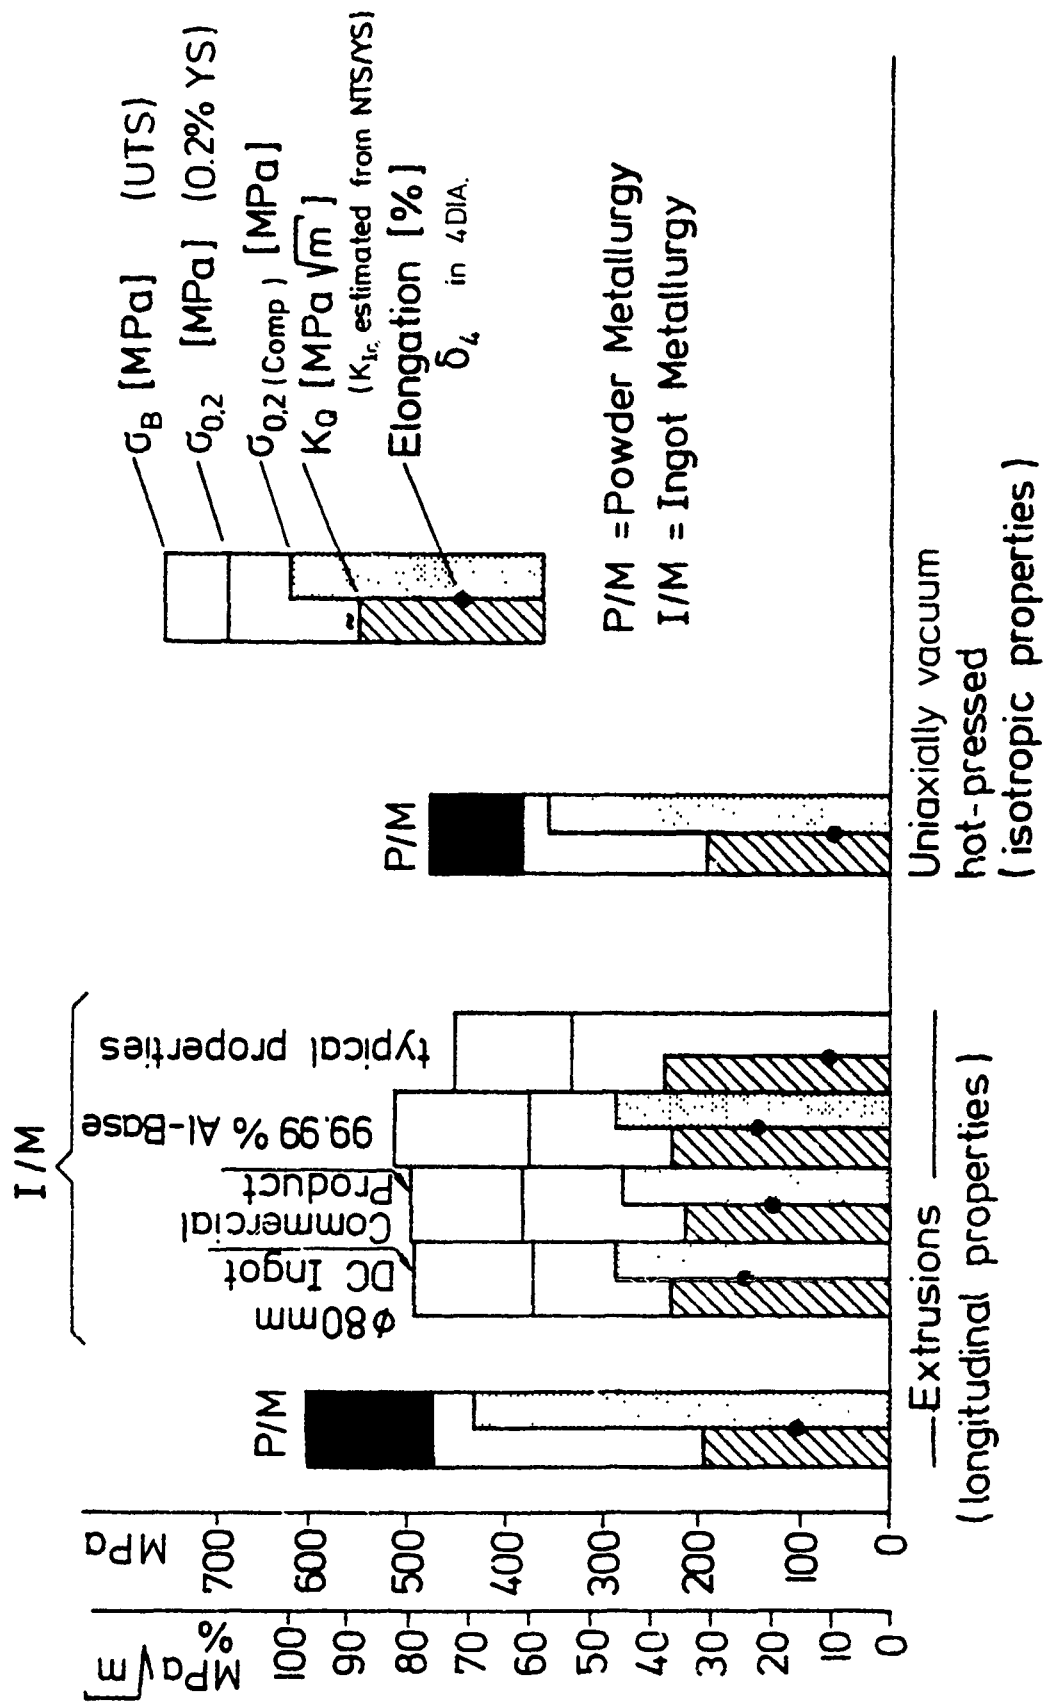 MPa√m
%
100
90
80
70
60
50
40
30
20
10
0
MPa
700
600
500
400
300
200
100
0
P/M
I/M
ø80mm
DC Ingot
Commercial
Product
99.99% Al-Base
typical properties
P/M
σB [MPa] (UTS)
σ0,2 [MPa] (0.2% YS)
σ0,2 (Comp) [MPa]
KQ [MPa√m]
(KIc, estimated from NTS/YS)
Elongation [%]
δ4 in 4DIA.
≈
P/M = Powder Metallurgy
I/M = Ingot Metallurgy
Extrusions
(longitudinal properties)
Uniaxially vacuum
hot-pressed
(isotropic properties)